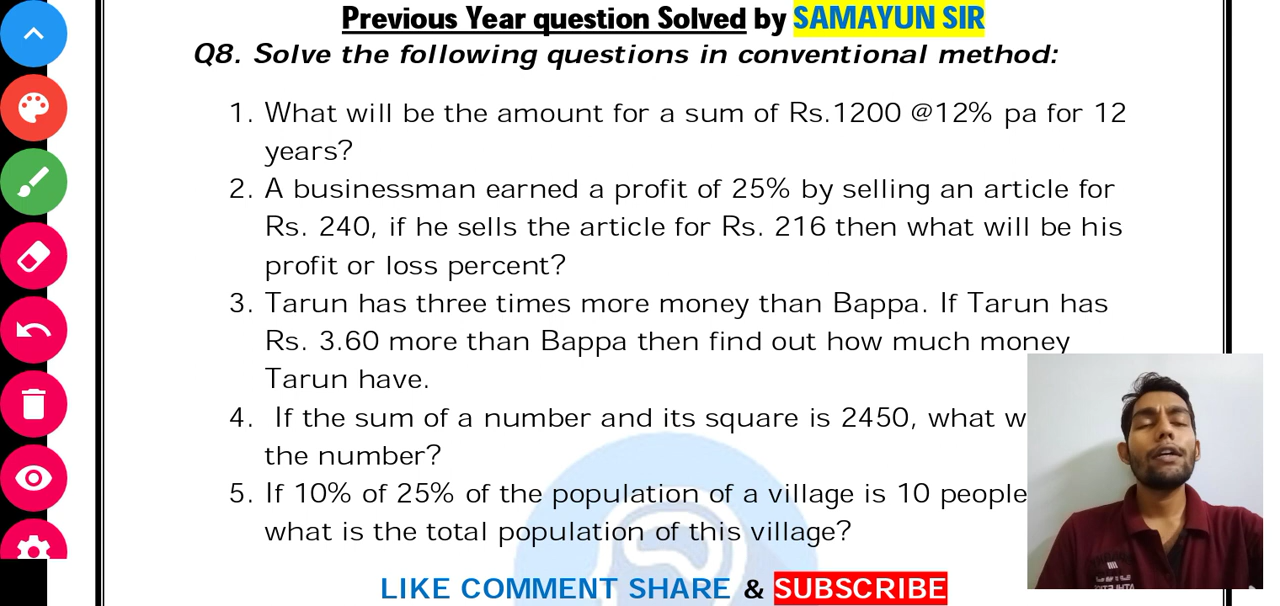 Previous Year question Solved by SAMAYUN SIR
Q8. Solve the following questions in conventional method:
1. What will be the amount for a sum of Rs.1200 @12% pa for 12
years?
2. A businessman earned a profit of 25% by selling an article for
Rs. 240, if he sells the article for Rs. 216 then what will be his
profit or loss percent?
3. Tarun has three times more money than Bappa. If Tarun has
Rs. 3.60 more than Bappa then find out how much money
Tarun have.
4. If the sum of a number and its square is 2450, what
the number?
5. If 10% of 25% of the population of a village is 10 people
what is the total population of this village?
LIKE COMMENT SHARE & SUBSCRIBE